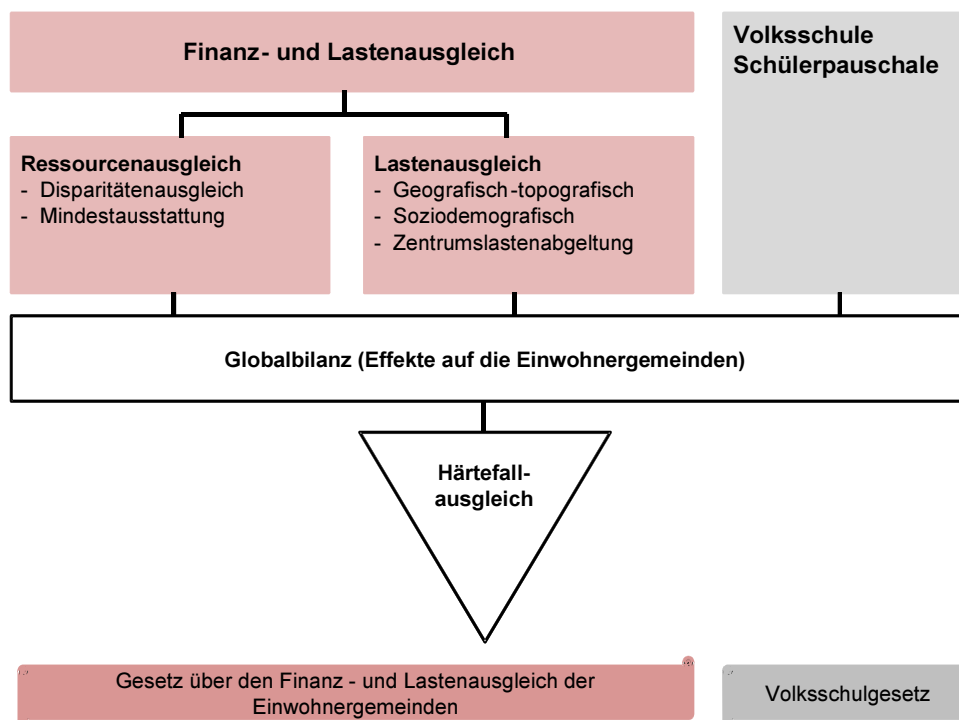 Finanz- und Lastenausgleich
Volksschule
Schülerpauschale
Ressourcenausgleich
- Disparitätenausgleich
- Mindestausstattung
Lastenausgleich
- Geografisch-topografisch
- Soziodemografisch
- Zentrumslastenabgeltung
Globalbilanz (Effekte auf die Einwohnergemeinden)
Härtefall-
ausgleich
Gesetz über den Finanz - und Lastenausgleich der
Einwohnergemeinden
Volksschulgesetz